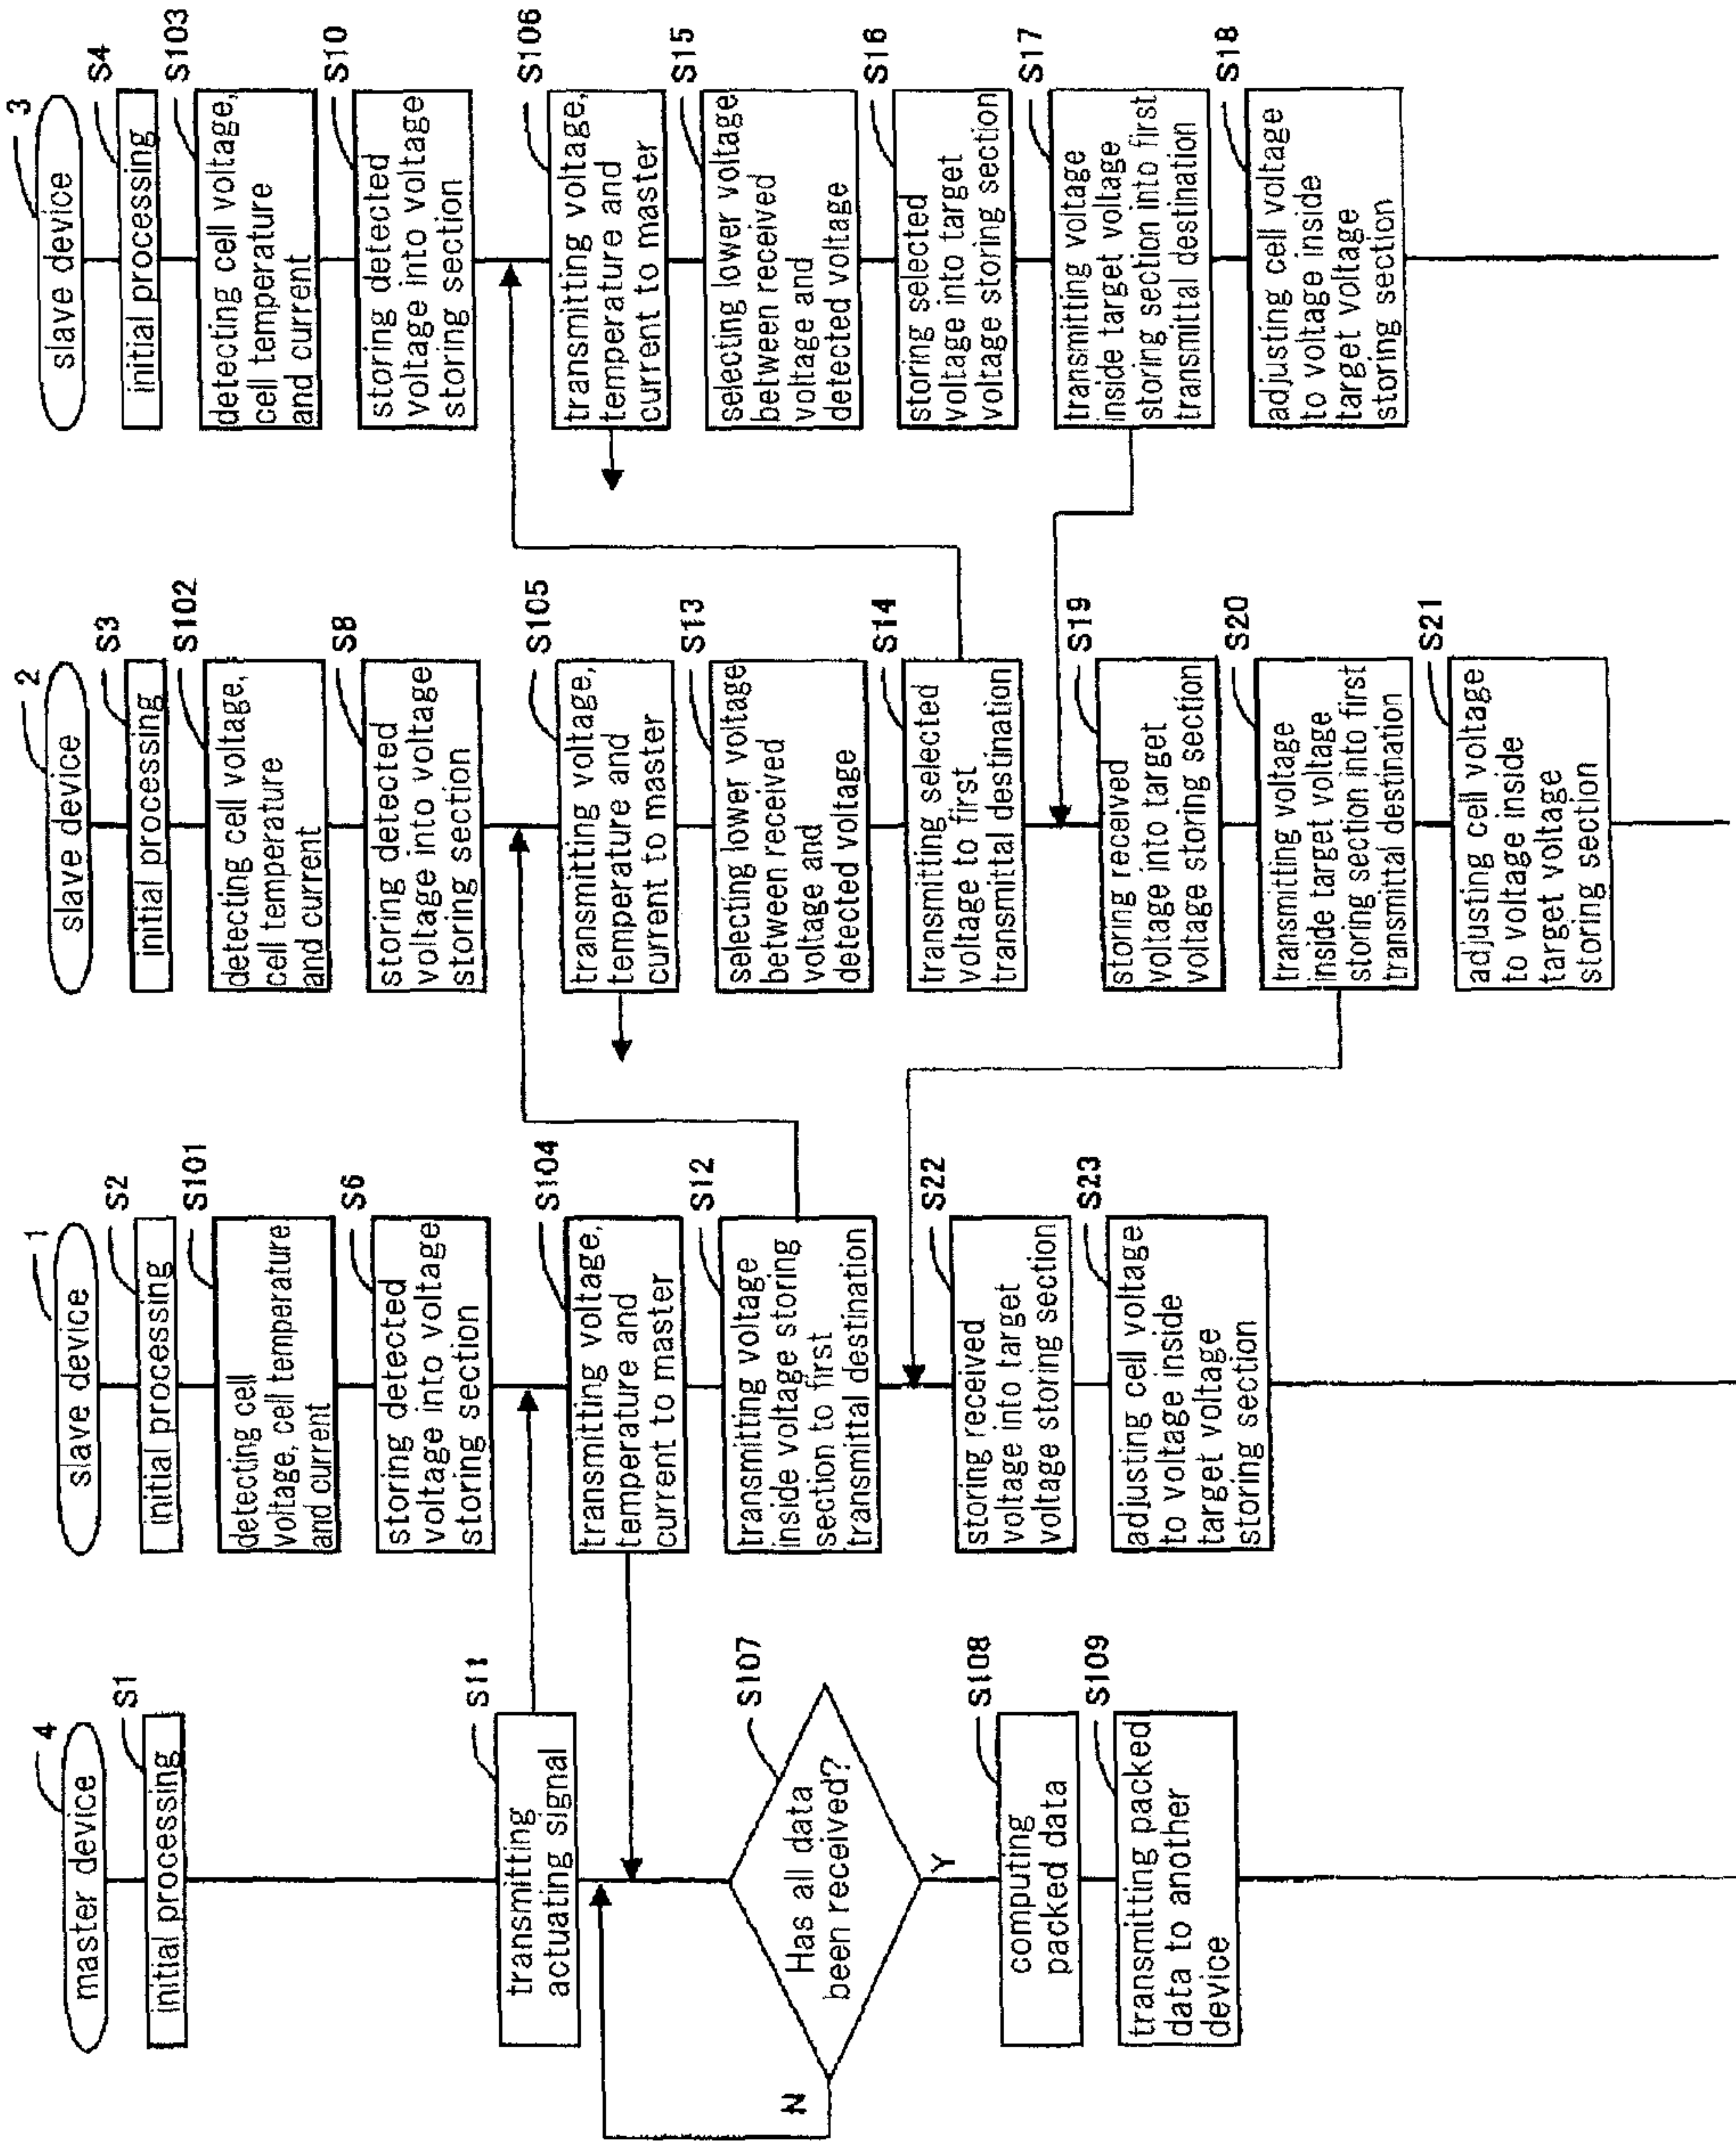 4
master device
S1
initial processing
S11
transmitting
actuating signal
S107
Has all data
been received?
N
Y
S108
computing
packed data
S109
transmitting packed
data to another
device
1
slave device
S2
initial processing
S101
detecting cell
voltage, cell temperature
and current
S6
storing detected
voltage into voltage
storing section
S104
transmitting voltage,
temperature and
current to master
S12
transmitting voltage
inside voltage storing
section to first
transmittal destination
S22
storing received
voltage into target
voltage storing section
S23
adjusting cell voltage
to voltage inside
target voltage
storing section
2
slave device
S3
initial processing
S102
detecting cell voltage,
cell temperature
and current
S8
storing detected
voltage into voltage
storing section
S105
transmitting voltage,
temperature and
current to master
S13
selecting lower voltage
between received
voltage and
detected voltage
S14
transmitting selected
voltage to first
transmittal destination
S19
storing received
voltage into target
voltage storing section
S20
transmitting voltage
inside target voltage
storing section into first
transmittal destination
S21
adjusting cell voltage
to voltage inside
target voltage
storing section
3
slave device
S4
initial processing
S103
detecting cell voltage,
cell temperature
and current
S10
storing detected
voltage into voltage
storing section
S106
transmitting voltage,
temperature and
current to master
S15
selecting lower voltage
between received
voltage and
detected voltage
S16
storing selected
voltage into target
voltage storing section
S17
transmitting voltage
inside target voltage
storing section into first
transmittal destination
S18
adjusting cell voltage
to voltage inside
target voltage
storing section